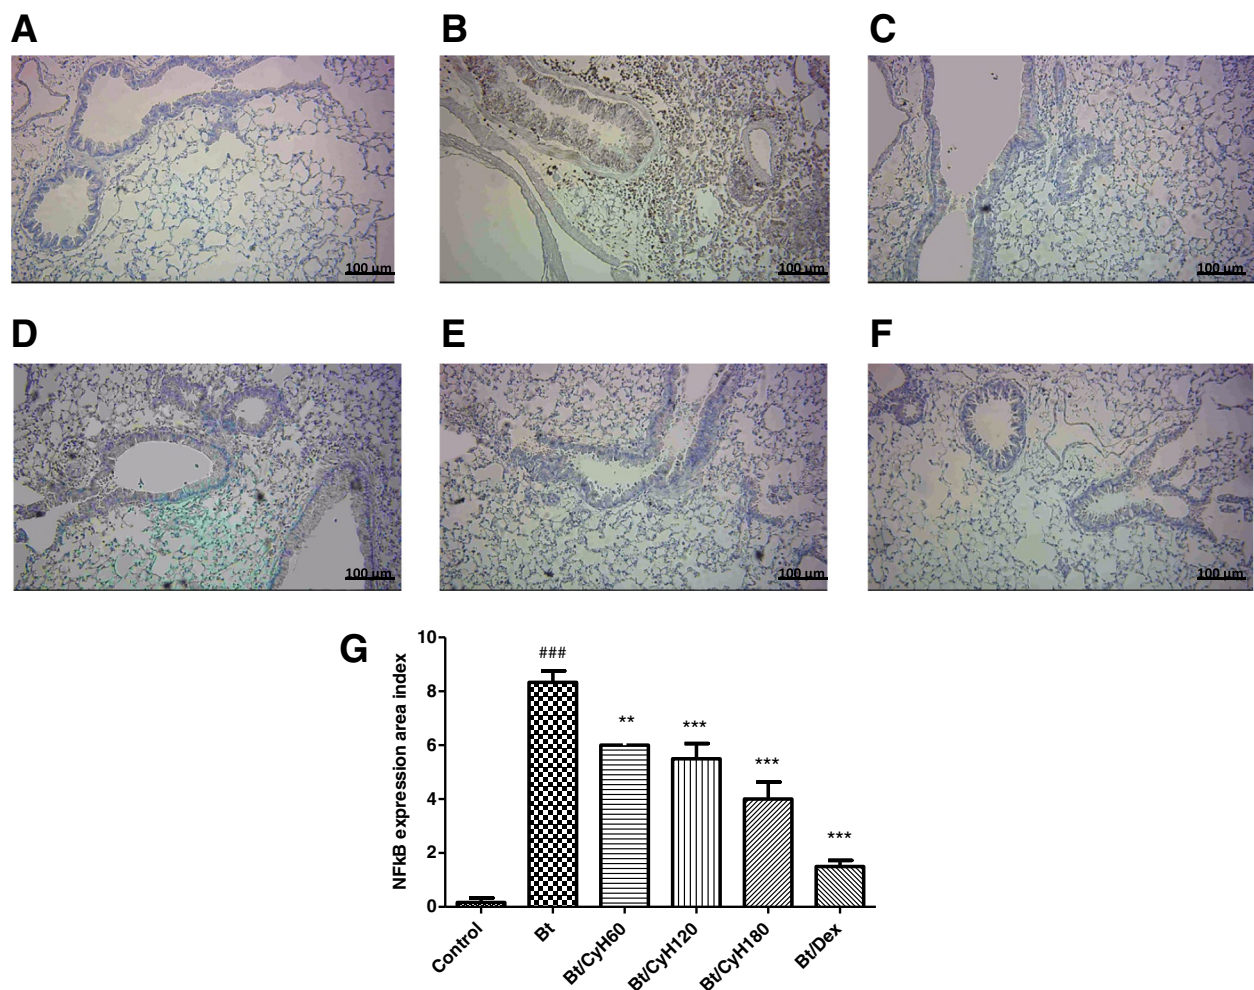 A
B
C
100 µm
100 µm
100 µm
D
E
F
100 µm
100 µm
100 µm
G
NFkB expression area index
10
8
6
4
2
0
###
**
***
***
***
Control
Bt
Bt/CyH60
Bt/CyH120
Bt/CyH180
Bt/Dex